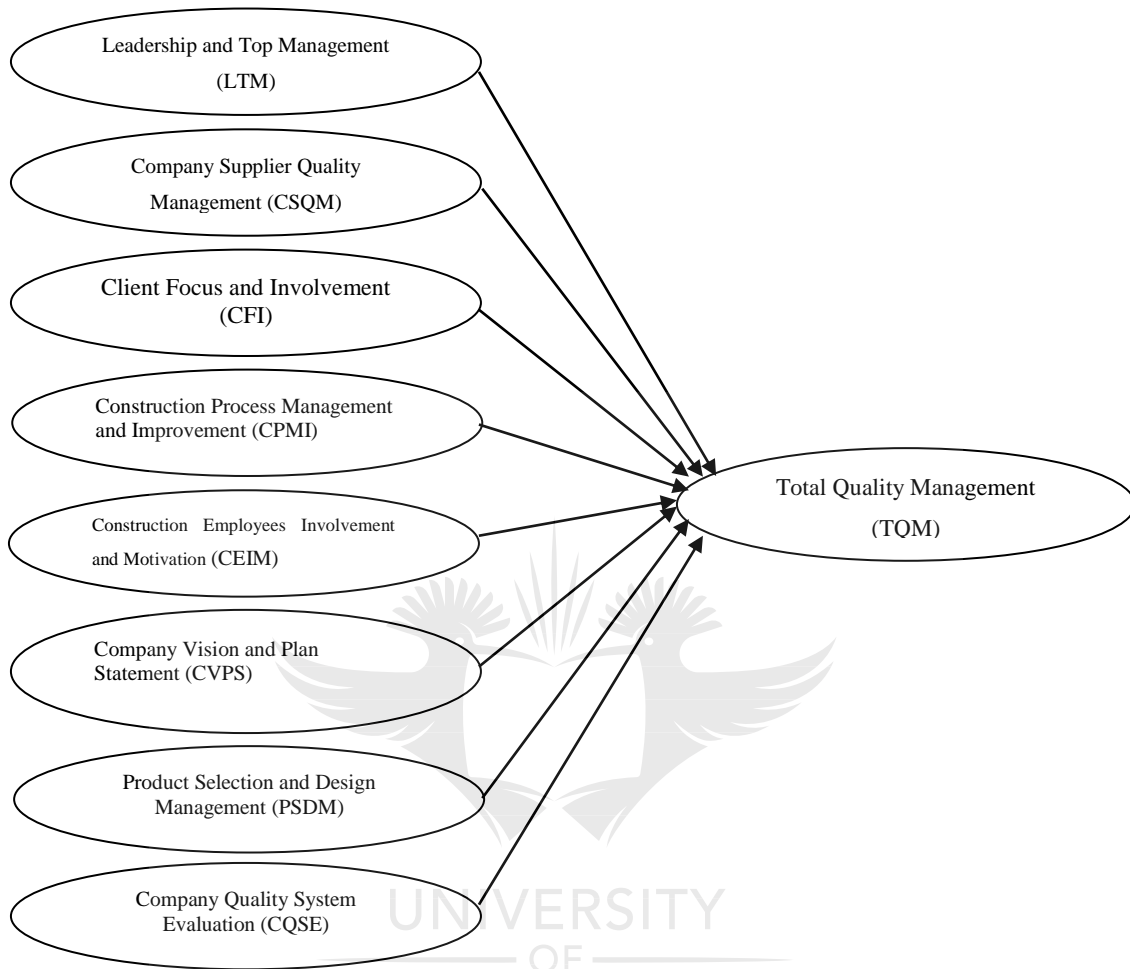 Leadership and Top Management
(LTM)
Company Supplier Quality
Management (CSQM)
Client Focus and Involvement
(CFI)
Construction Process Management
and Improvement (CPMI)
Construction Employees Involvement
and Motivation (CEIM)
Company Vision and Plan
Statement (CVPS)
Product Selection and Design
Management (PSDM)
Company Quality System
Evaluation (CQSE)
Total Quality Management
(TQM)
UNIVERSITY
OF